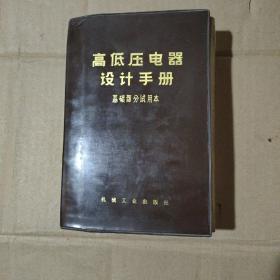 高低压电器
设计手册
基础部分试用本
机械工业出版社